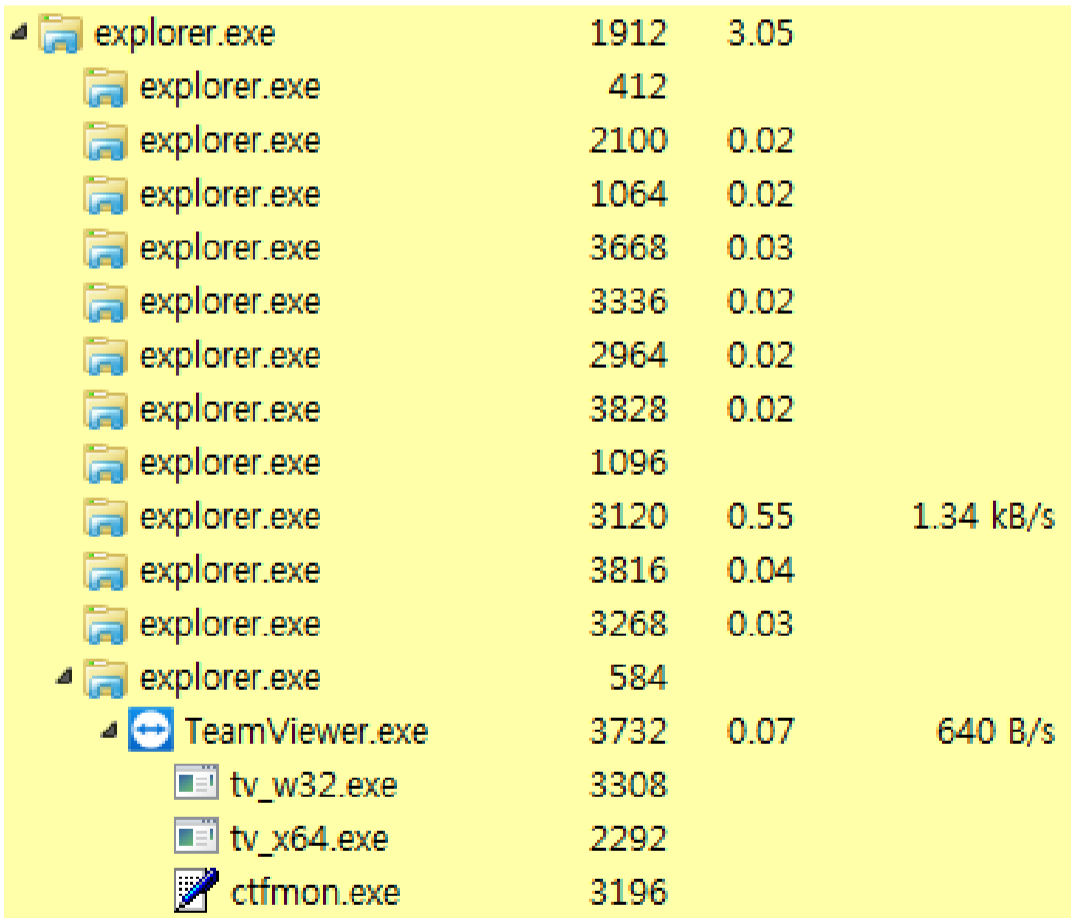 explorer.exe 1912 3.05
explorer.exe 412
explorer.exe 2100 0.02
explorer.exe 1064 0.02
explorer.exe 3668 0.03
explorer.exe 3336 0.02
explorer.exe 2964 0.02
explorer.exe 3828 0.02
explorer.exe 1096
explorer.exe 3120 0.55 1.34 kB/s
explorer.exe 3816 0.04
explorer.exe 3268 0.03
explorer.exe 584
TeamViewer.exe 3732 0.07 640 B/s
tv_w32.exe 3308
tv_x64.exe 2292
ctfmon.exe 3196